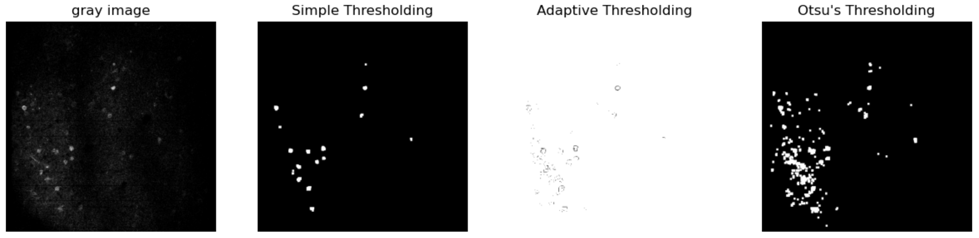 gray image
Simple Thresholding
Adaptive Thresholding
Otsu's Thresholding